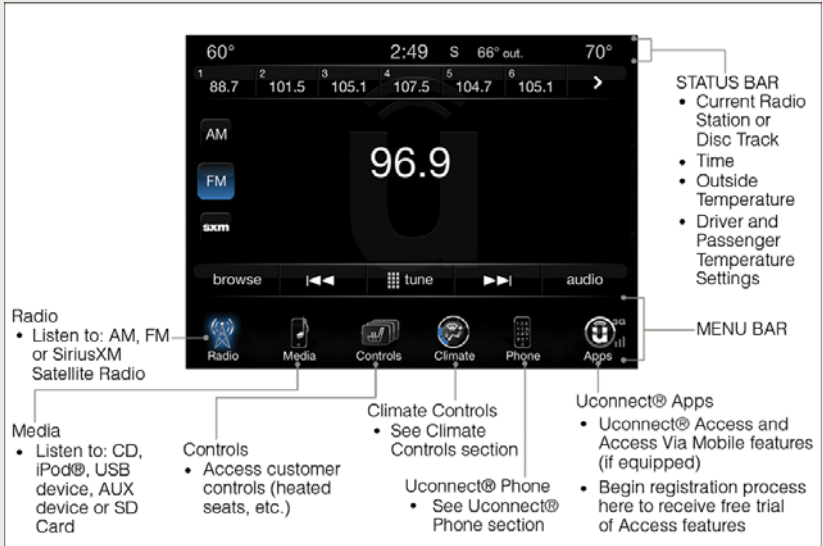 60° 2:49 S 66° out. 70°
1 2 3 4 5 6
88.7 101.5 105.1 107.5 104.7 105.1 >
AM
96.9
FM
sxm
browse tune audio
3G
Radio Media Controls Climate Phone Apps
STATUS BAR
• Current Radio
Station or
Disc Track
• Time
• Outside
Temperature
• Driver and
Passenger
Temperature
Settings
MENU BAR
Radio
• Listen to: AM, FM
or SiriusXM
Satellite Radio
Media
• Listen to: CD,
iPod®, USB
device, AUX
device or SD
Card
Controls
• Access customer
controls (heated
seats, etc.)
Climate Controls
• See Climate
Controls section
Uconnect® Phone
• See Uconnect®
Phone section
Uconnect® Apps
• Uconnect® Access and
Access Via Mobile features
(if equipped)
• Begin registration process
here to receive free trial
of Access features